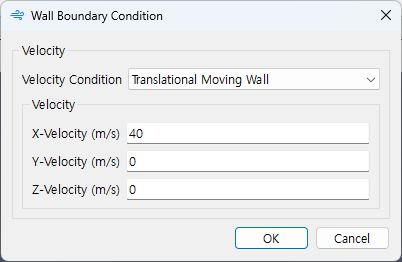 Wall Boundary Condition
Velocity
Velocity Condition Translational Moving Wall
Velocity
X-Velocity (m/s) 40
Y-Velocity (m/s) 0
Z-Velocity (m/s) 0
OK Cancel